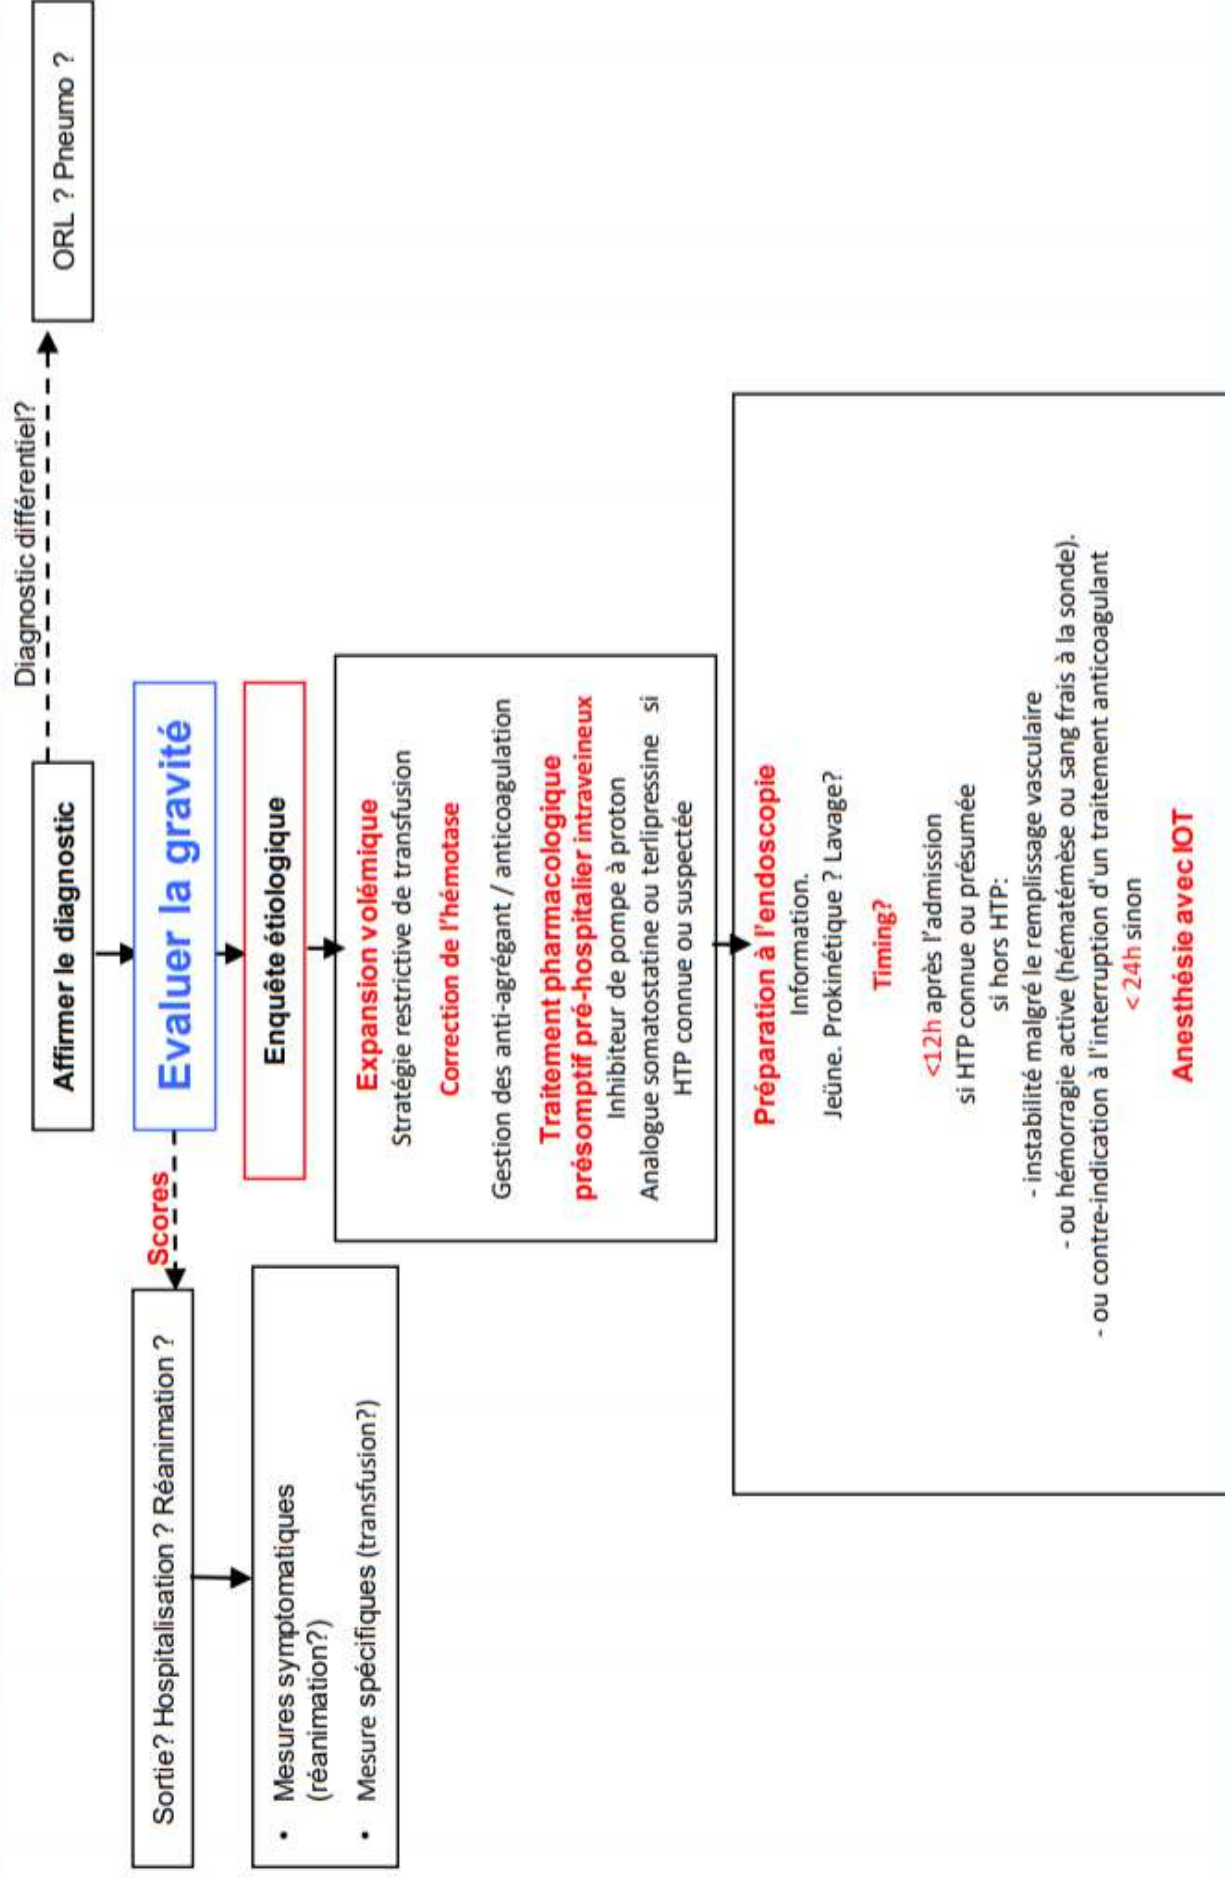 Diagnostic différentiel?
Affirmer le diagnostic
ORL ? Pneumo ?
Evaluer la gravité
Scores
Sortie? Hospitalisation ? Réanimation ?
Enquête étiologique
• Mesures symptomatiques
(réanimation?)
• Mesure spécifiques (transfusion?)
Expansion volémique
Stratégie restrictive de transfusion
Correction de l'hémotase
Gestion des anti-agrégant / anticoagulation
Traitement pharmacologique
présomptif pré-hospitalier intraveineux
Inhibiteur de pompe à proton
Analogue somatostatine ou terlipressine si
HTP connue ou suspectée
Préparation à l'endoscopie
Information.
Jeüne. Prokinétique ? Lavage?
Timing?
<12h après l'admission
si HTP connue ou présumée
si hors HTP:
- instabilité malgré le remplissage vasculaire
- ou hémorragie active (hématémèse ou sang frais à la sonde).
- ou contre-indication à l'interruption d'un traitement anticoagulant
< 24h sinon
Anesthésie avec IOT